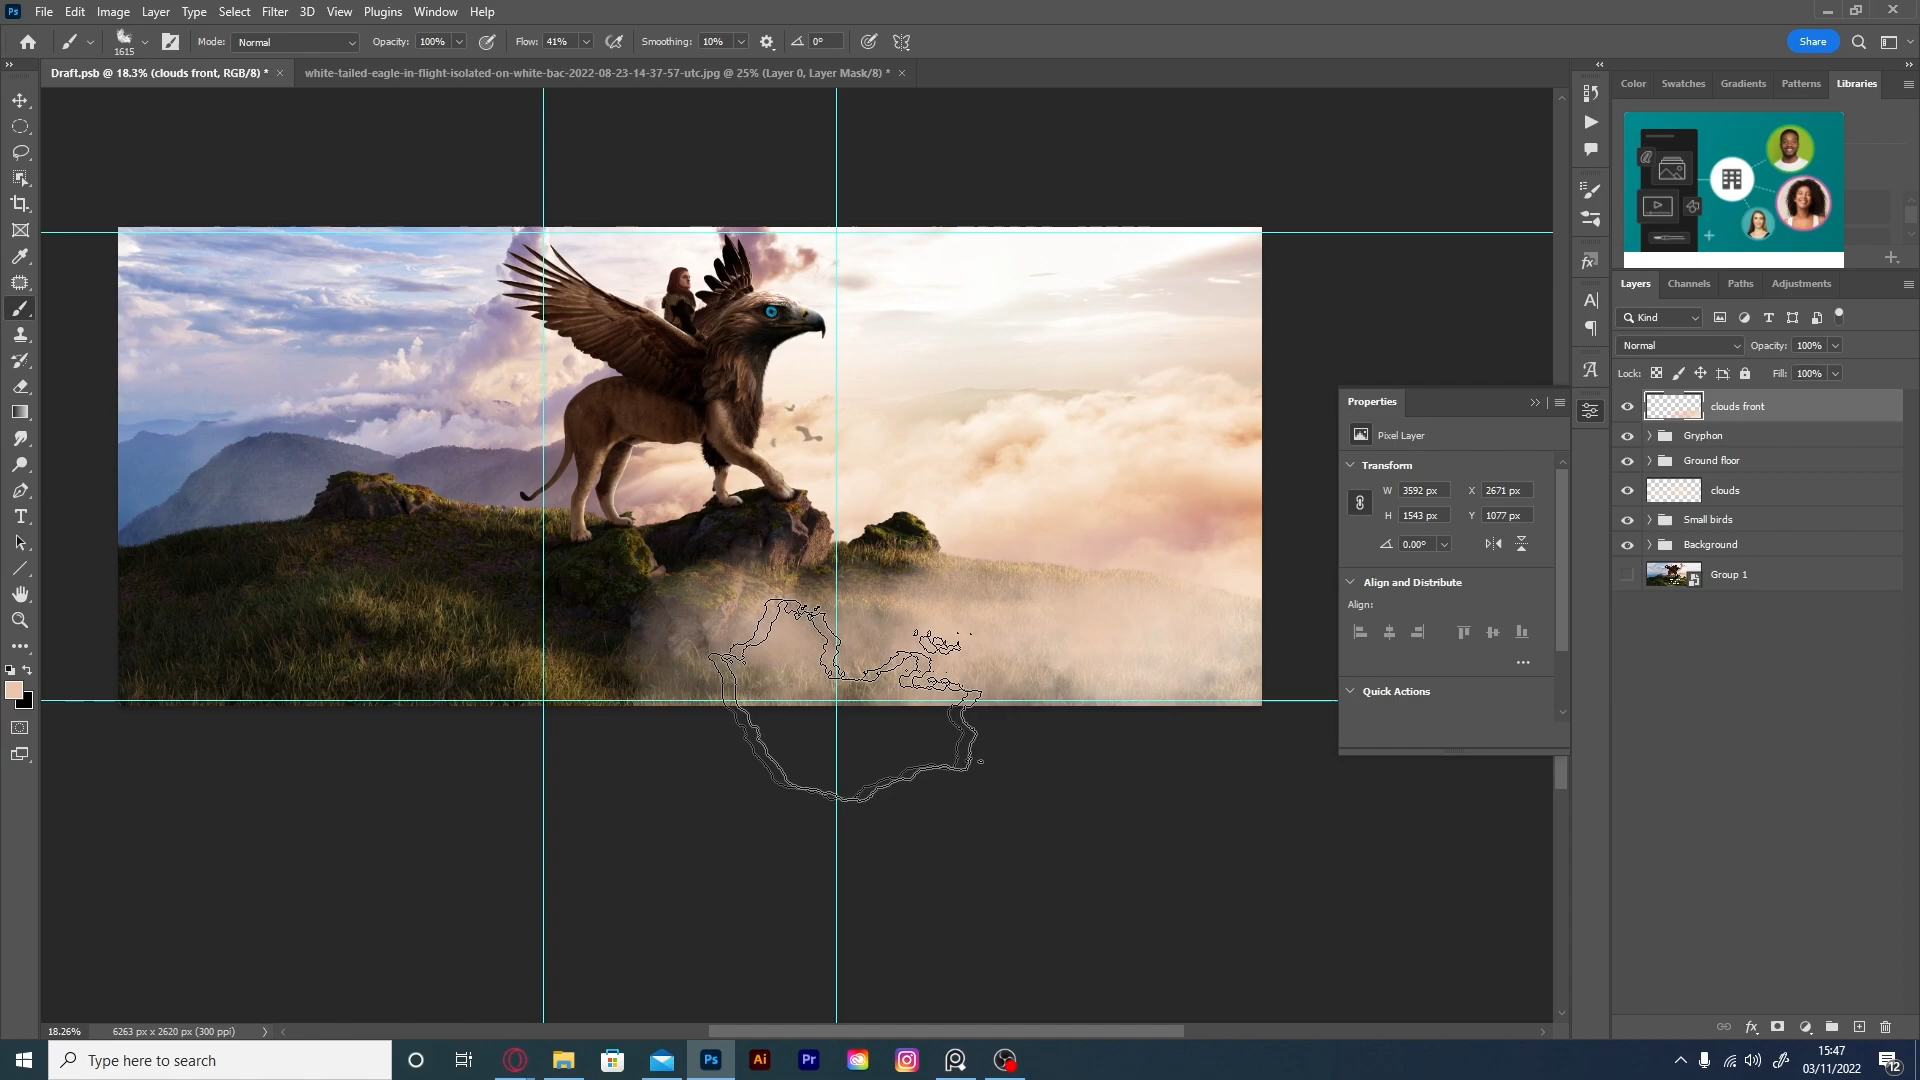 Ps File Edit Image Layer Type Select Filter 3D View Plugins Window Help
1615 Mode: Normal Opacity: 100% Flow: 41% Smoothing: 10% 0° Share
Draft.psb @ 18.3% (clouds front, RGB/8) * × white-tailed-eagle-in-flight-isolated-on-white-bac-2022-08-23-14-37-57-utc.jpg @ 25% (Layer 0, Layer Mask/8) * ×
Color Swatches Gradients Patterns Libraries
Layers Channels Paths Adjustments
Kind
Normal Opacity: 100%
Lock: Fill: 100%
clouds front
Gryphon
Ground floor
clouds
Small birds
Background
Group 1
Properties
Pixel Layer
Transform
W 3592 px X 2671 px
H 1543 px Y 1077 px
0.00°
Align and Distribute
Align:
Quick Actions
18.26% 6263 px x 2620 px (300 ppi)
Type here to search
Ps Ai Pr
15:47
03/11/2022
12